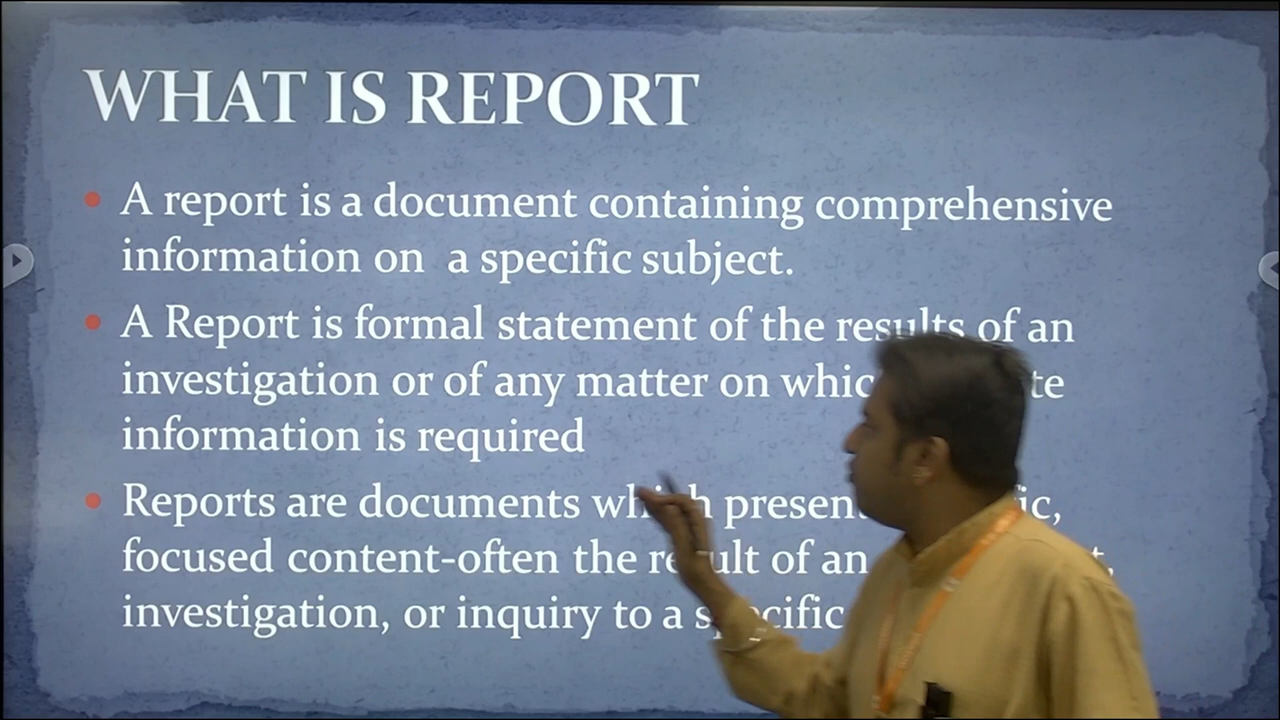 WHAT IS REPORT
• A report is a document containing comprehensive
information on a specific subject.
• A Report is formal statement of the results of an
investigation or of any matter on which
information is required
• Reports are documents which present
focused content-often the result of an
investigation, or inquiry to a specific